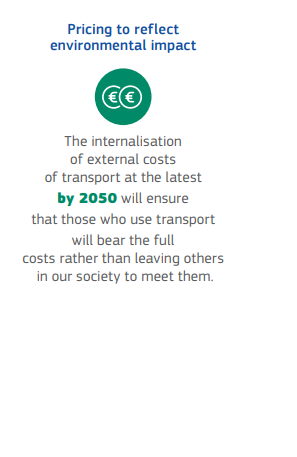 Pricing to reflect
environmental impact
€ €
The internalisation
of external costs
of transport at the latest
by 2050 will ensure
that those who use transport
will bear the full
costs rather than leaving others
in our society to meet them.